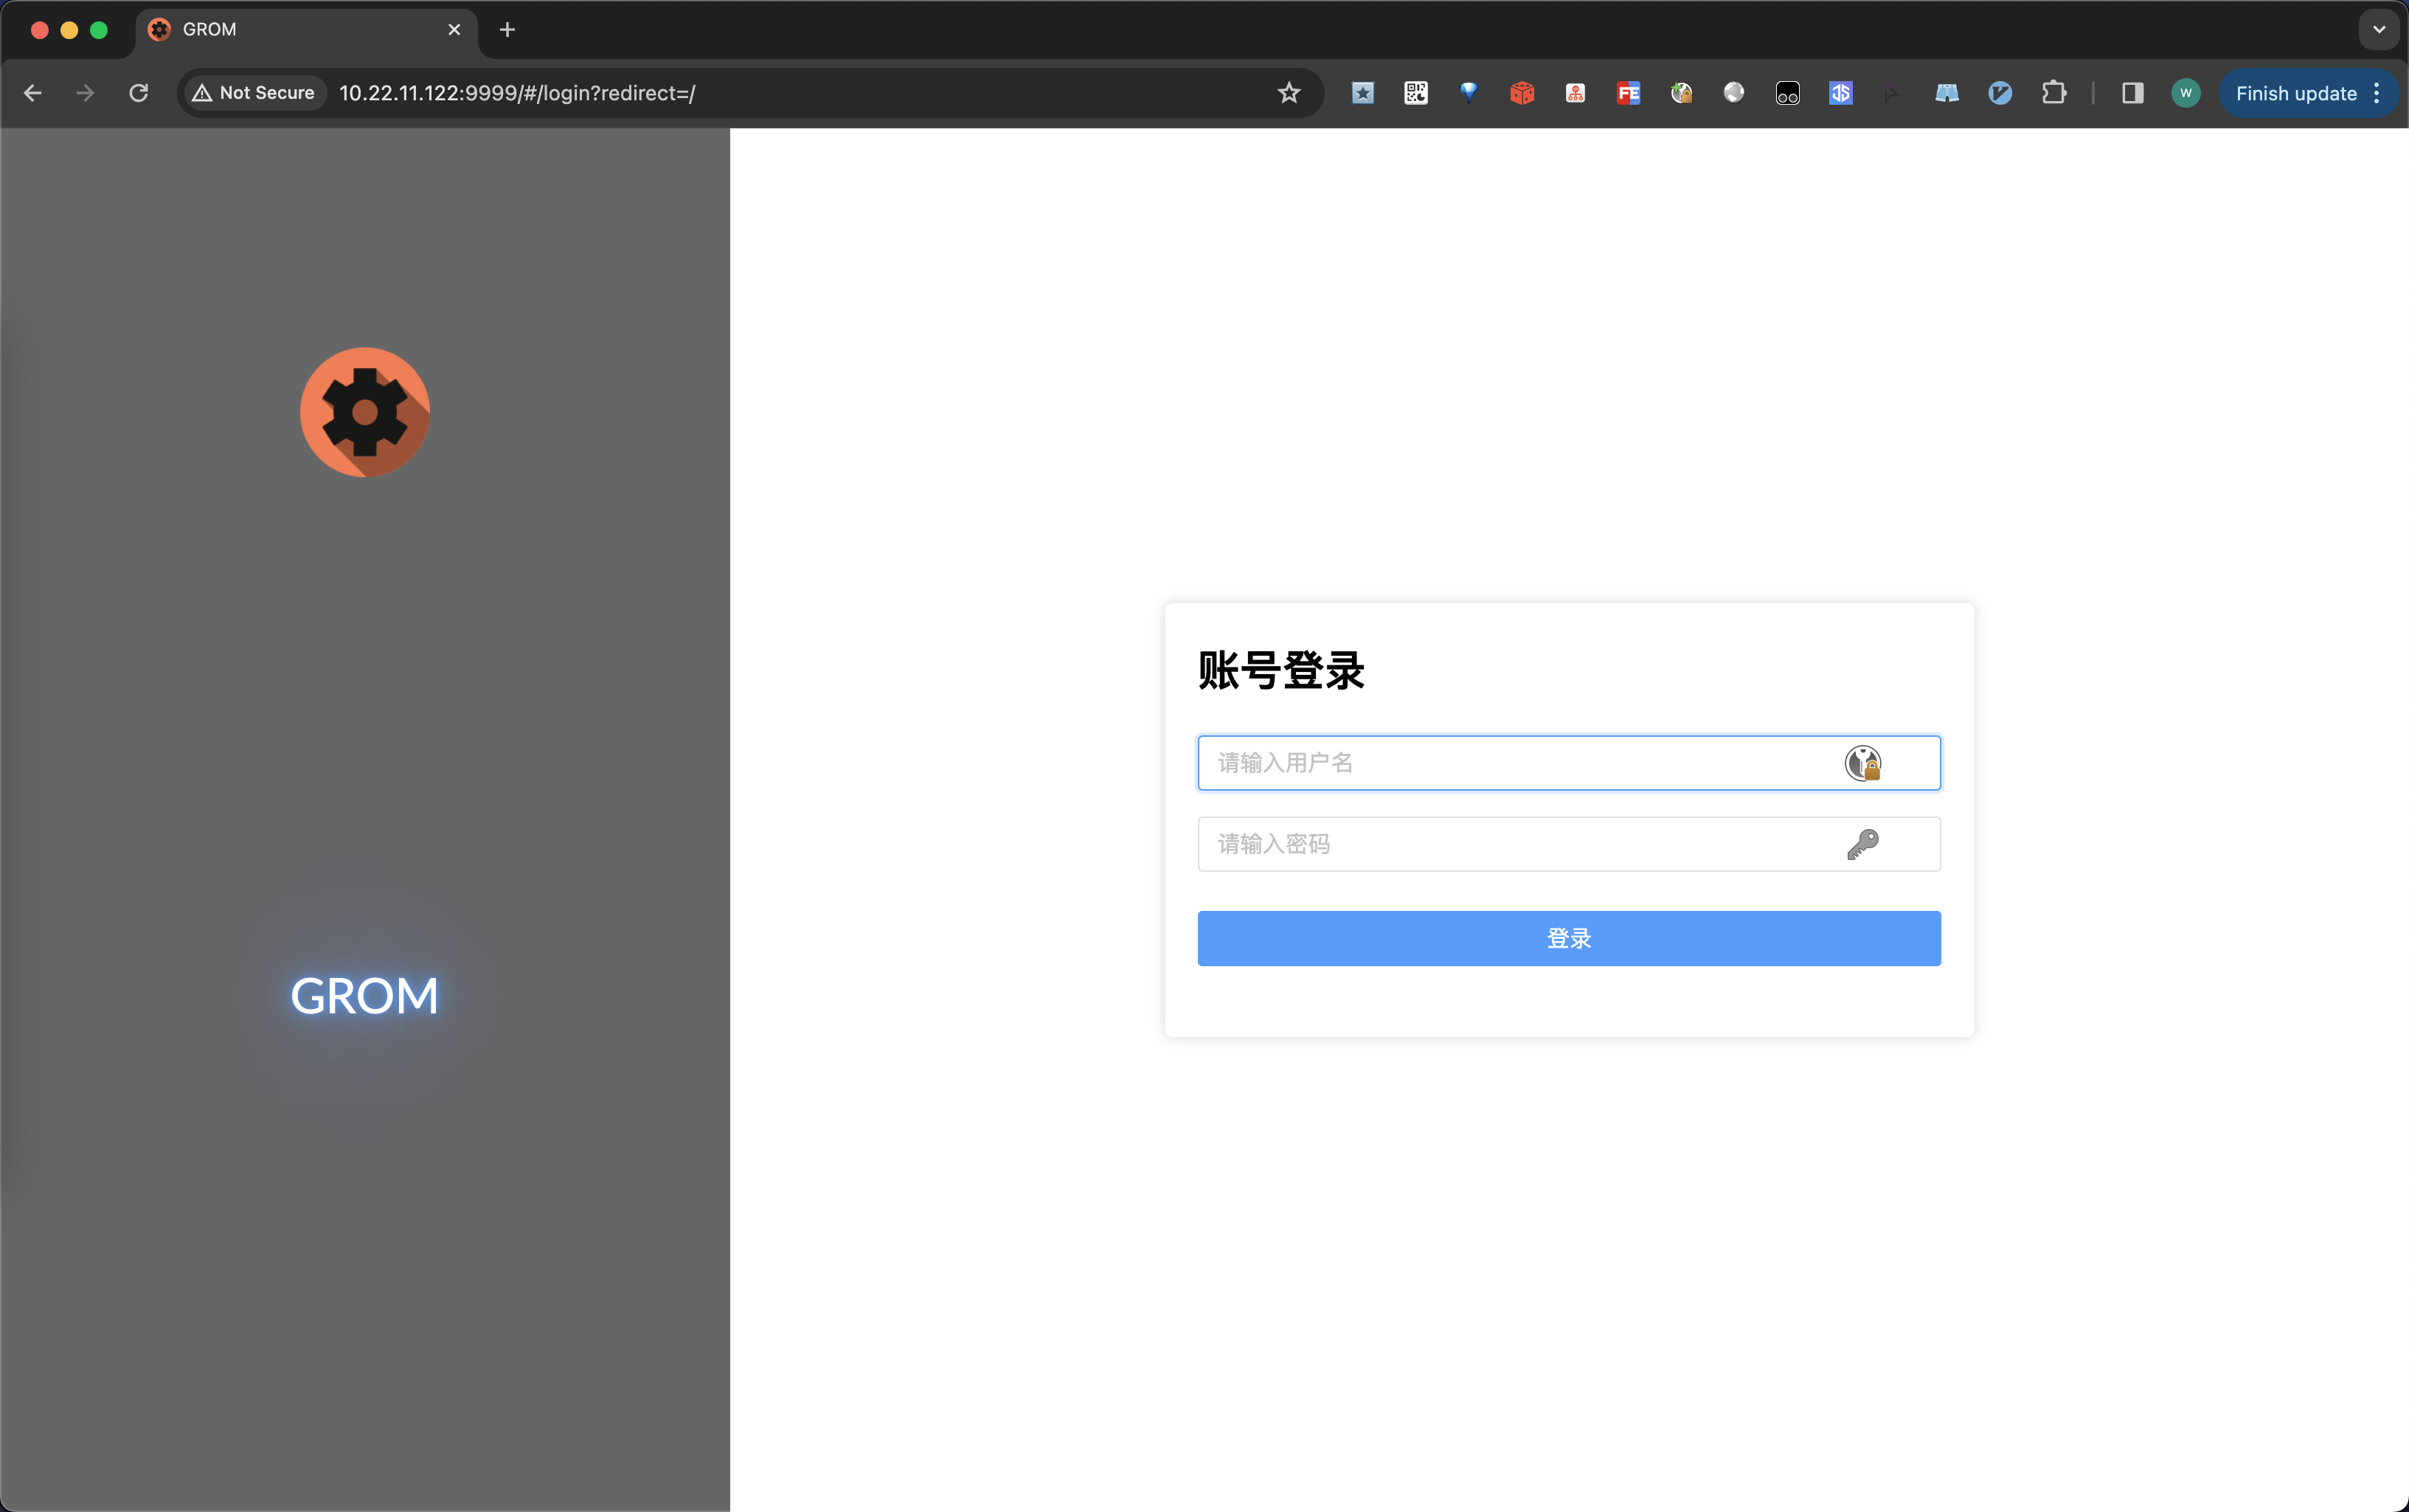 GROM
Not Secure
10.22.11.122:9999/#/login?redirect=/
FE
JS
W
Finish update
GROM
账号登录
请输入用户名
请输入密码
登录